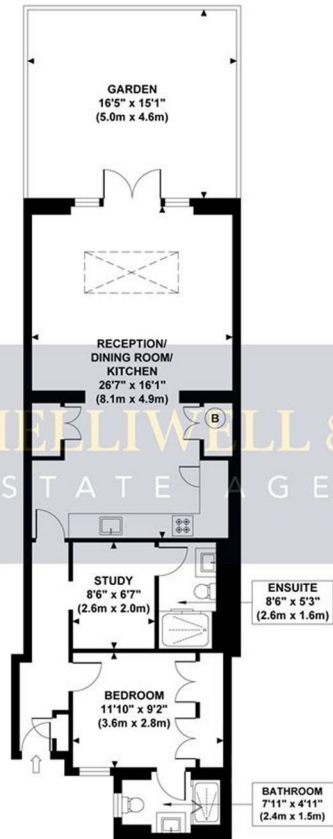 GARDEN
16'5" x 15'1"
(5.0m x 4.6m)
RECEPTION/
DINING ROOM/
KITCHEN
26'7" x 16'1"
(8.1m x 4.9m)
B
HELLIWELL &
STATE AGE
STUDY
8'6" x 6'7"
(2.6m x 2.0m)
ENSUITE
8'6" x 5'3"
(2.6m x 1.6m)
BEDROOM
11'10" x 9'2"
(3.6m x 2.8m)
BATHROOM
7'11" x 4'11"
(2.4m x 1.5m)